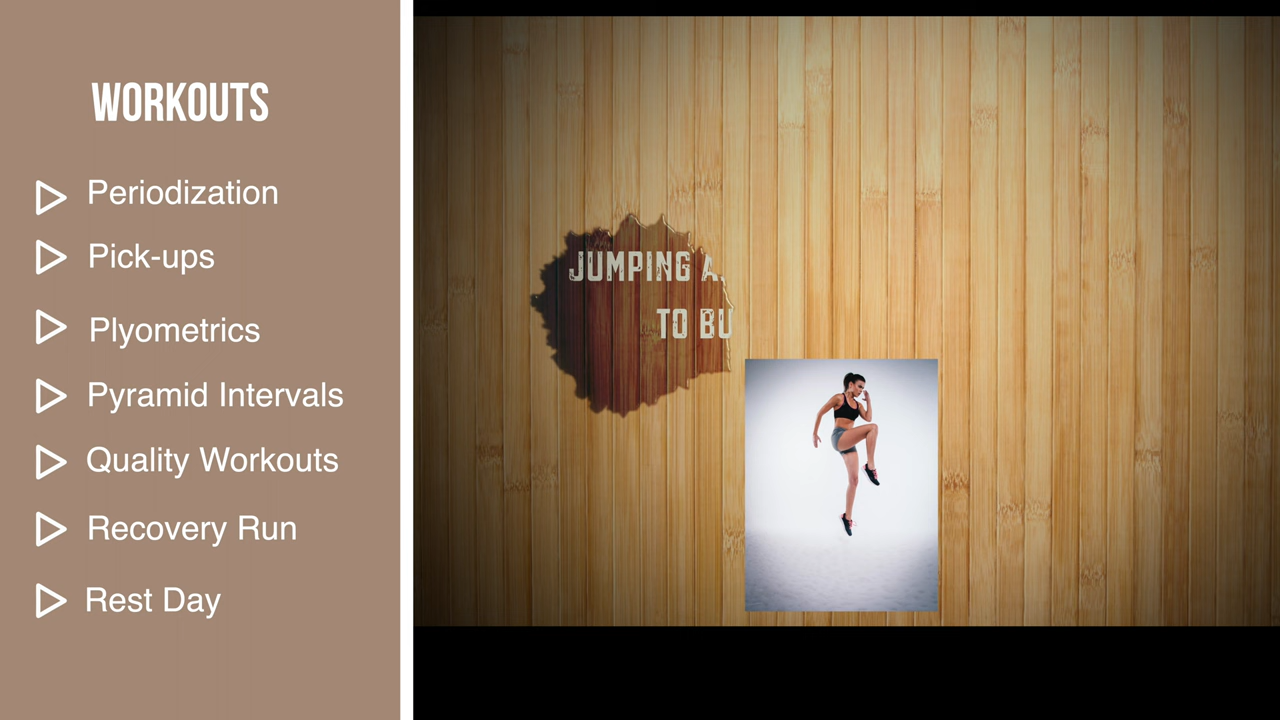 WORKOUTS
Periodization
Pick-ups
Plyometrics
Pyramid Intervals
Quality Workouts
Recovery Run
Rest Day
JUMPING
TO